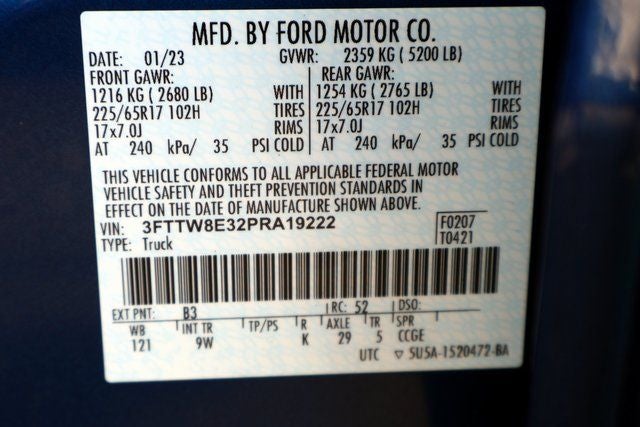 MFD. BY FORD MOTOR CO.
DATE: 01/23 GVWR: 2359 KG ( 5200 LB)
FRONT GAWR: REAR GAWR:
1216 KG ( 2680 LB) WITH 1254 KG ( 2765 LB) WITH
225/65R17 102H TIRES 225/65R17 102H TIRES
17x7.0J RIMS 17x7.0J RIMS
AT 240 kPa/ 35 PSI COLD AT 240 kPa/ 35 PSI COLD
THIS VEHICLE CONFORMS TO ALL APPLICABLE FEDERAL MOTOR
VEHICLE SAFETY AND THEFT PREVENTION STANDARDS IN
EFFECT ON THE DATE OF MANUFACTURE SHOWN ABOVE.
VIN: 3FTTW8E32PRA19222 F0207
TYPE: Truck T0421
EXT PNT: B3 RC: 52 DSO:
WB INT TR TP/PS R AXLE TR SPR
121 9W K 29 5 CCGE
UTC ▽ 5U5A-1520472-BA